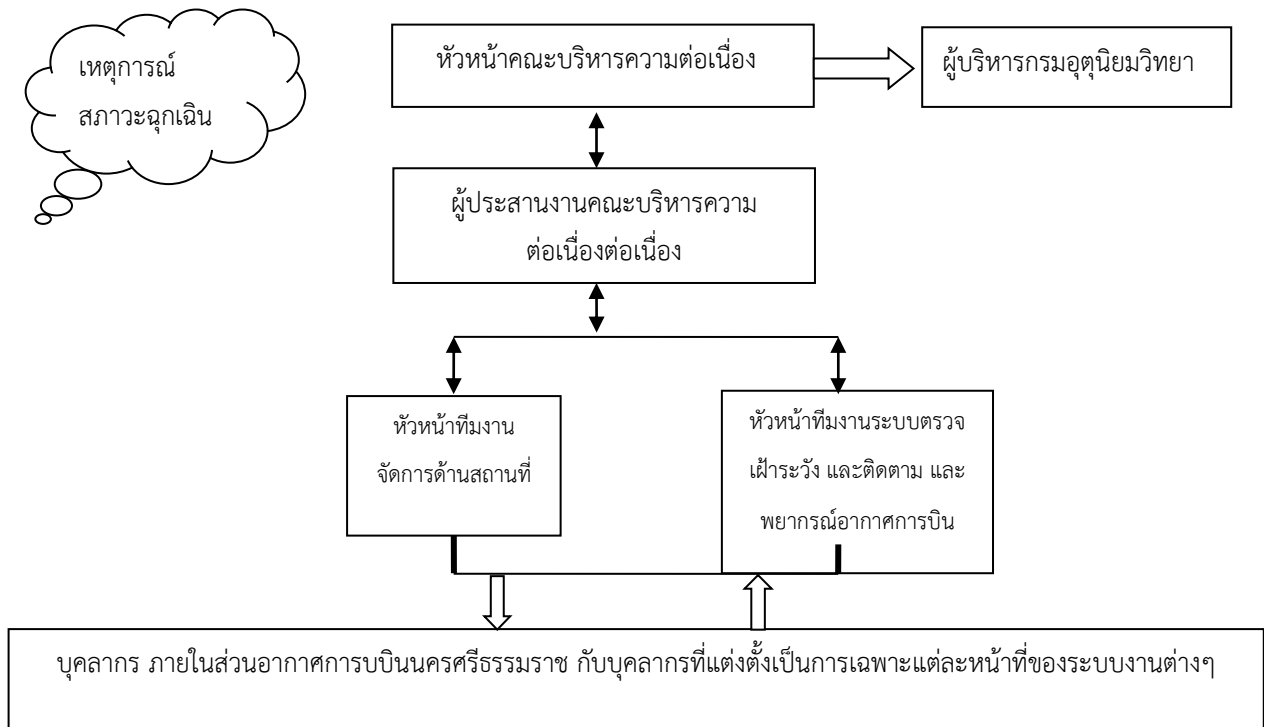 เหตุการณ์
สภาวะฉุกเฉิน
หัวหน้าคณะบริหารความต่อเนื่อง
ผู้บริหารกรมอุตุนิยมวิทยา
ผู้ประสานงานคณะบริหารความ
ต่อเนื่องต่อเนื่อง
หัวหน้าทีมงาน
จัดการด้านสถานที่
หัวหน้าทีมงานระบบตรวจ
เฝ้าระวัง และติดตาม และ
พยากรณ์อากาศการบิน
บุคลากร ภายในส่วนอากาศการบบินนครศรีธรรมราช กับบุคลากรที่แต่งตั้งเป็นการเฉพาะแต่ละหน้าที่ของระบบงานต่างๆ